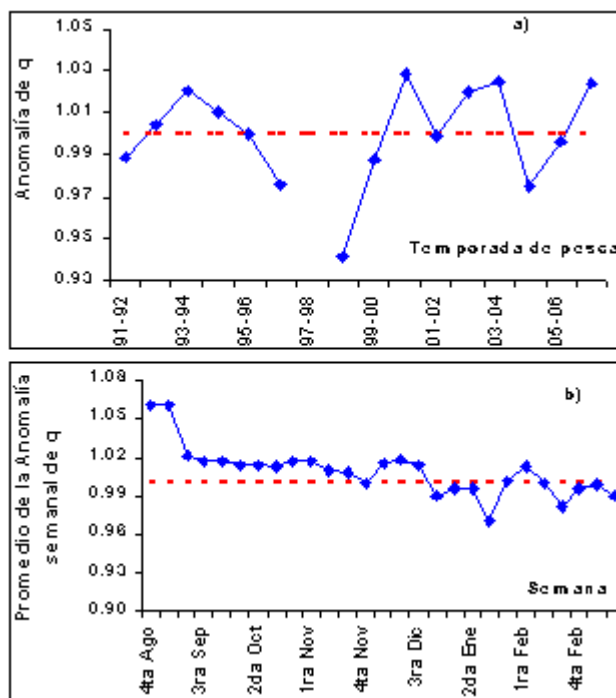 a)
1.05
1.03
1.01
0.99
0.97
0.95
0.93
Anomalía de q
Temporada de pesca
91-92
93-94
95-96
97-98
99-00
01-02
03-04
05-06
b)
1.08
1.05
1.02
0.99
0.96
0.93
0.90
Promedio de la Anomalía
semanal de q
Semana
4ta Ago
3ra Sep
2da Oct
1ra Nov
4ta Nov
3ra Dic
2da Ene
1ra Feb
4ta Feb